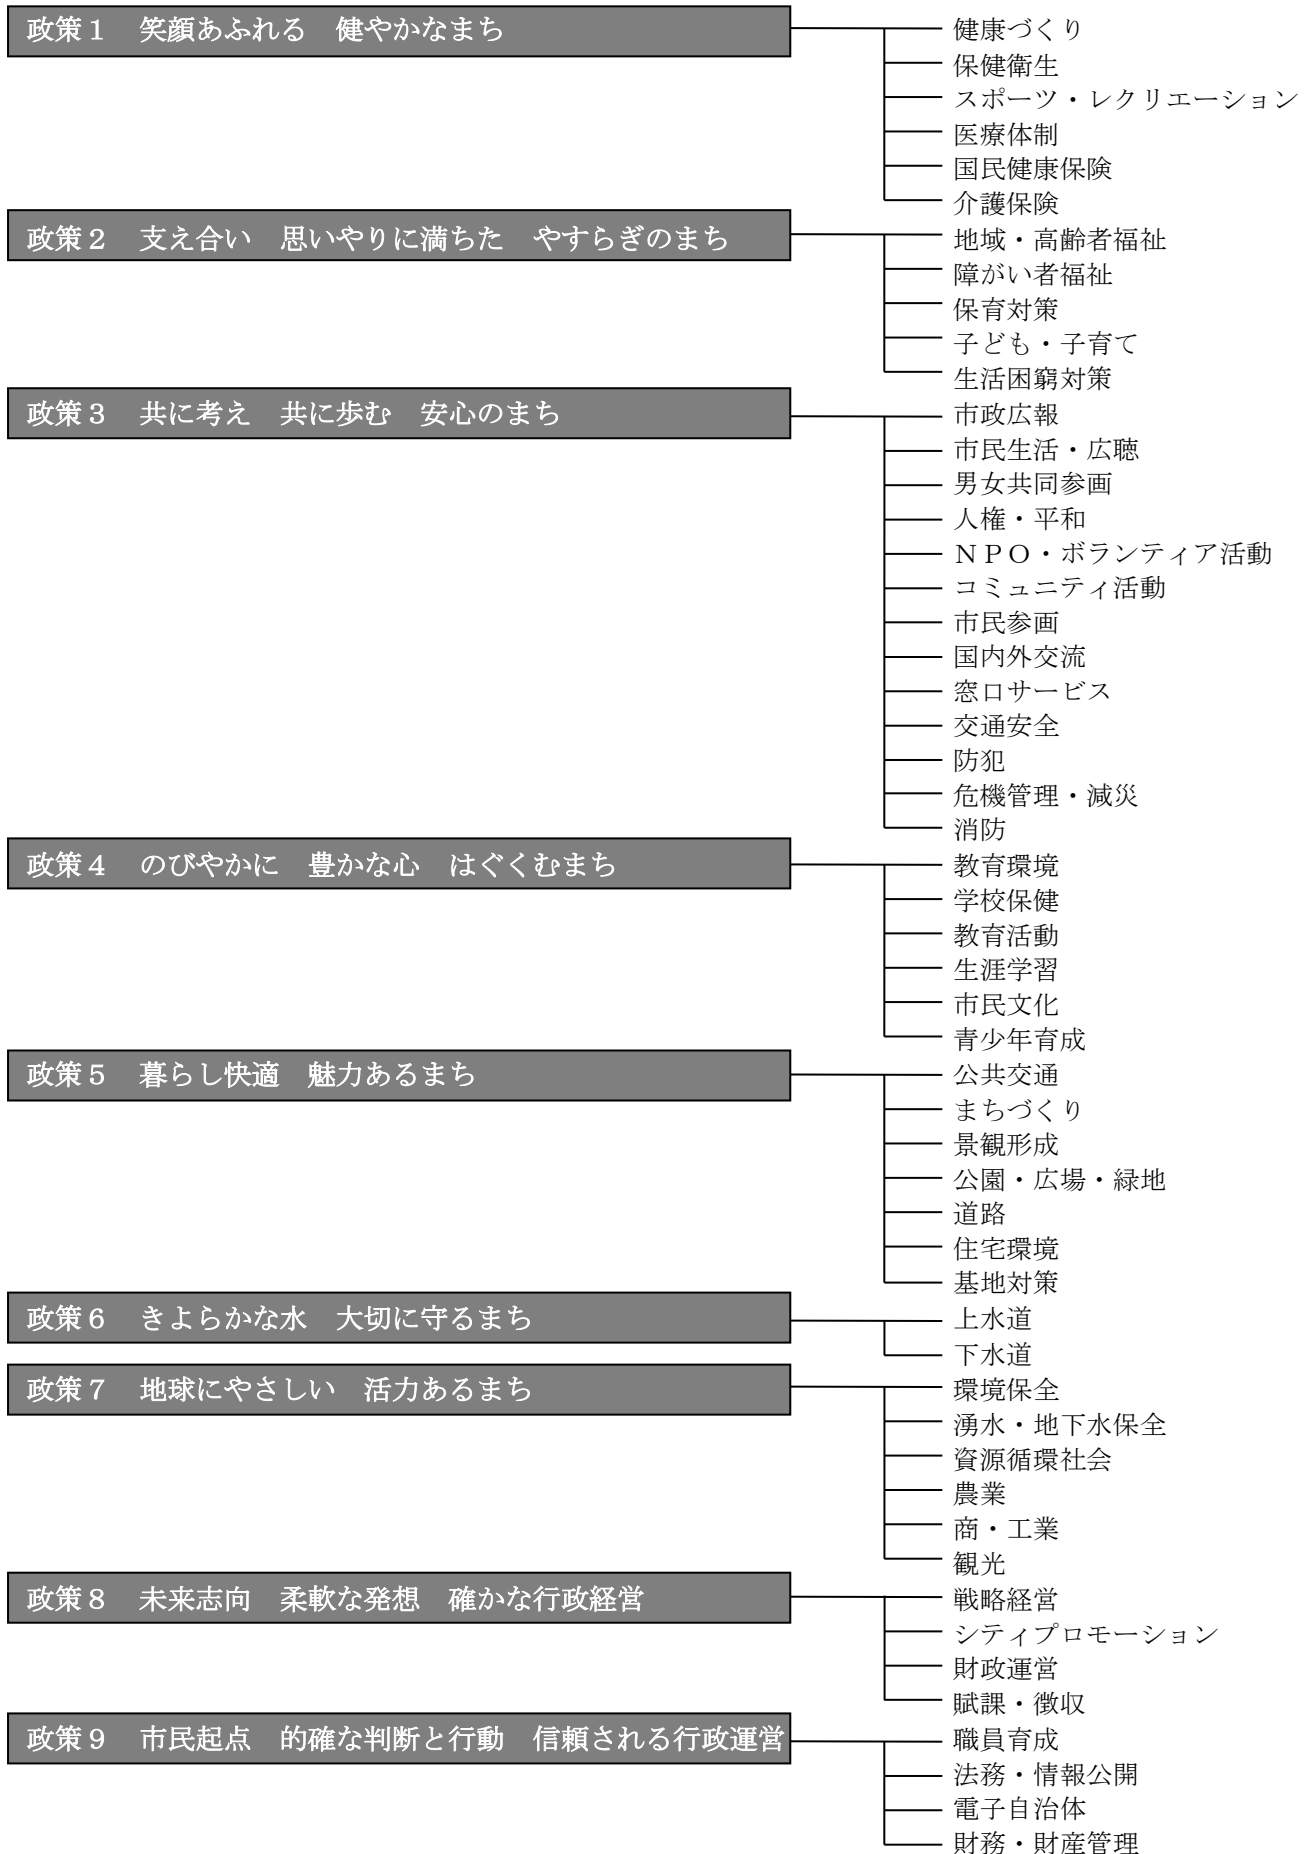 政策１　笑顔あふれる　健やかなまち
健康づくり
保健衛生
スポーツ・レクリエーション
医療体制
国民健康保険
介護保険
政策２　支え合い　思いやりに満ちた　やすらぎのまち
地域・高齢者福祉
障がい者福祉
保育対策
子ども・子育て
生活困窮対策
政策３　共に考え　共に歩む　安心のまち
市政広報
市民生活・広聴
男女共同参画
人権・平和
ＮＰＯ・ボランティア活動
コミュニティ活動
市民参画
国内外交流
窓口サービス
交通安全
防犯
危機管理・減災
消防
政策４　のびやかに　豊かな心　はぐくむまち
教育環境
学校保健
教育活動
生涯学習
市民文化
青少年育成
政策５　暮らし快適　魅力あるまち
公共交通
まちづくり
景観形成
公園・広場・緑地
道路
住宅環境
基地対策
政策６　きよらかな水　大切に守るまち
上水道
下水道
政策７　地球にやさしい　活力あるまち
環境保全
湧水・地下水保全
資源循環社会
農業
商・工業
観光
政策８　未来志向　柔軟な発想　確かな行政経営
戦略経営
シティプロモーション
財政運営
賦課・徴収
政策９　市民起点　的確な判断と行動　信頼される行政運営
職員育成
法務・情報公開
電子自治体
財務・財産管理